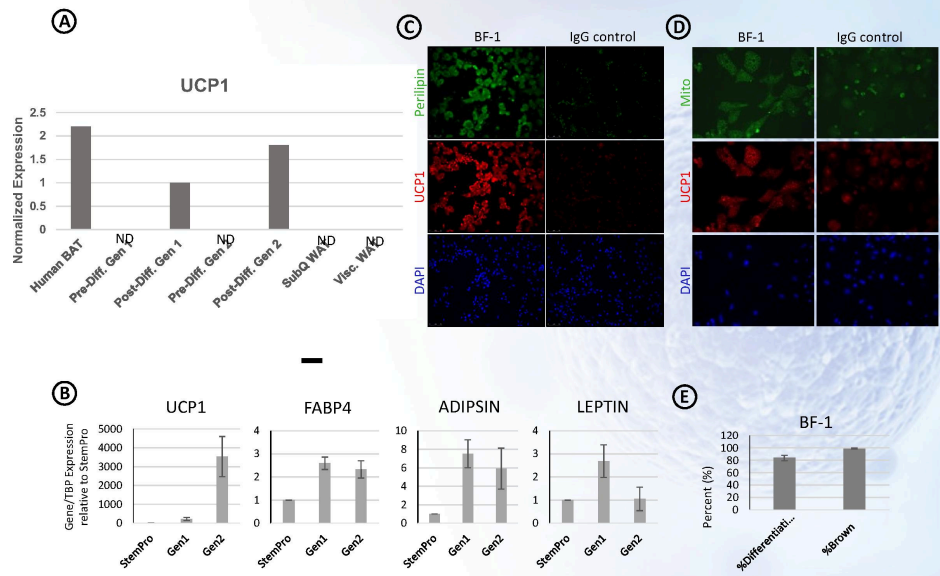 A
UCP1
Normalized Expression
2.5
2
1.5
1
0.5
0
ND
ND
ND
ND
Human BAT
Pre-Diff. Gen 1
Post-Diff. Gen 1
Pre-Diff. Gen 2
Post-Diff. Gen 2
SubQ WAT
Visc. WAT
C
BF-1
IgG control
Perilipin
UCP1
DAPI
D
BF-1
IgG control
Mito
UCP1
DAPI
B
Gene/TBP Expression
relative to StemPro
UCP1
5000
4000
3000
2000
1000
0
StemPro
Gen1
Gen2
FABP4
4
3
2
1
0
StemPro
Gen1
Gen2
ADIPSIN
10
8
6
4
2
0
StemPro
Gen1
Gen2
LEPTIN
4
3
2
1
0
StemPro
Gen1
Gen2
E
BF-1
Percent (%)
120
100
80
60
40
20
0
%Differentiati...
%Brown